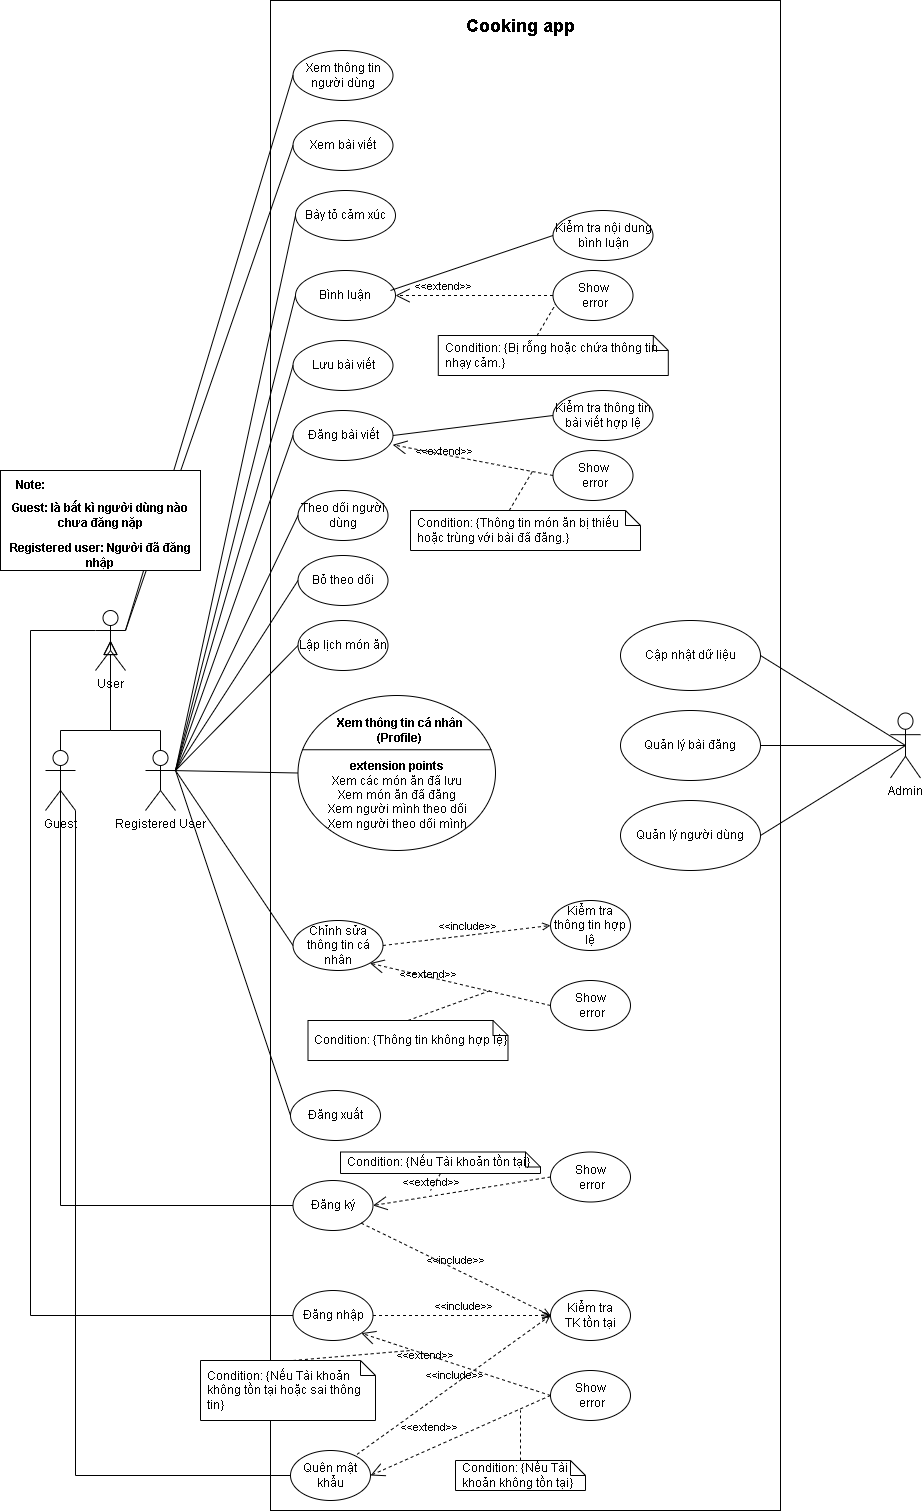 Cooking app
Xem thông tin
người dùng
Xem bài viết
Bày tỏ cảm xúc
Kiểm tra nội dung
bình luận
Bình luận
<<extend>>
Show
error
Condition: {Bị rỗng hoặc chứa thông tin
nhạy cảm.}
Lưu bài viết
Đăng bài viết
Kiểm tra thông tin
bài viết hợp lệ
<<extend>>
Show
error
Condition: {Thông tin món ăn bị thiếu
hoặc trùng với bài đã đăng.}
Note:
Guest: là bất kì người dùng nào
chưa đăng nặp
Registered user: Người đã đăng
nhập
Theo dõi người
dùng
Bỏ theo dõi
Lập lịch món ăn
User
Guest
Registered User
Xem thông tin cá nhân
(Profile)
extension points
Xem các món ăn đã lưu
Xem món ăn đã đăng
Xem người mình theo dõi
Xem người theo dõi mình
Cập nhật dữ liệu
Quản lý bài đăng
Quản lý người dùng
Admin
Chỉnh sửa
thông tin cá
nhân
<<include>>
Kiểm tra
thông tin hợp
lệ
<<extend>>
Show
error
Condition: {Thông tin không hợp lệ}
Đăng xuất
Condition: {Nếu Tài khoản tồn tại}
<<extend>>
Show
error
Đăng ký
<<include>>
Đăng nhập
<<include>>
Kiểm tra
TK tồn tại
<<extend>>
<<include>>
Condition: {Nếu Tài khoản
không tồn tại hoặc sai thông
tin}
Show
error
<<extend>>
Quên mật
khẩu
Condition: {Nếu Tài
khoản không tồn tại}